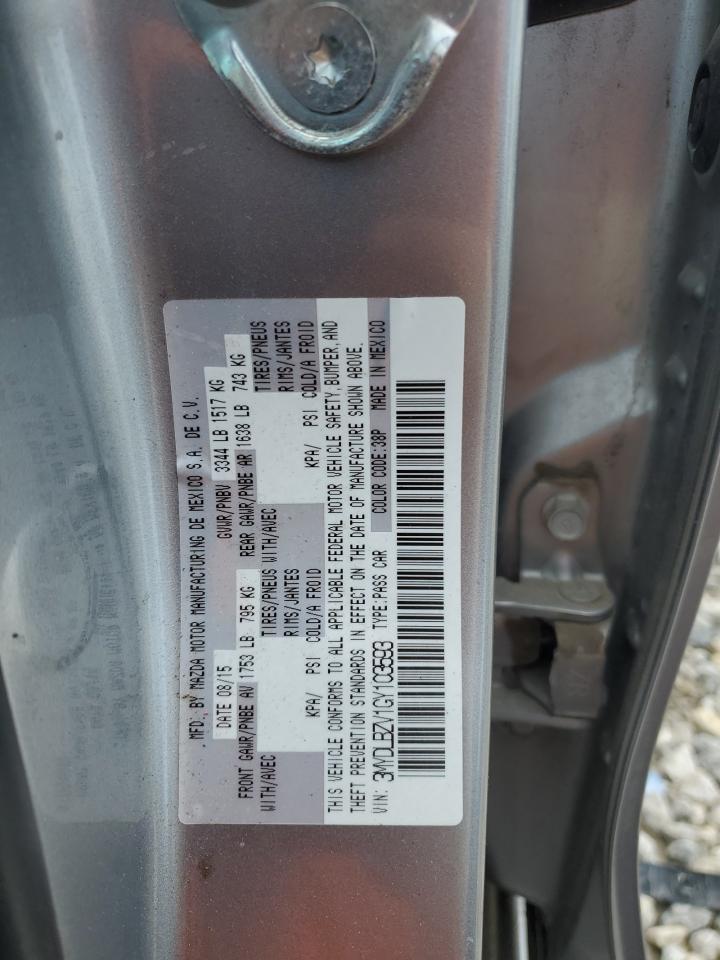 MFD. BY MAZDA MOTOR MANUFACTURING DE MEXICO S.A. DE C.V.
DATE 08/15 GVWR/PNBV 3344 LB 1517 KG
FRONT GAWR/PNBE AV 1753 LB 795 KG REAR GAWR/PNBE AR 1638 LB 743 KG
WITH/AVEC TIRES/PNEUS WITH/AVEC TIRES/PNEUS
RIMS/JANTES RIMS/JANTES
KPA/ PSI COLD/A FROID KPA/ PSI COLD/A FROID
THIS VEHICLE CONFORMS TO ALL APPLICABLE FEDERAL MOTOR VEHICLE SAFETY, BUMPER, AND
THEFT PREVENTION STANDARDS IN EFFECT ON THE DATE OF MANUFACTURE SHOWN ABOVE.
VIN: 3MYDLBZV1GY103593 TYPE:PASS CAR COLOR CODE:38P MADE IN MEXICO